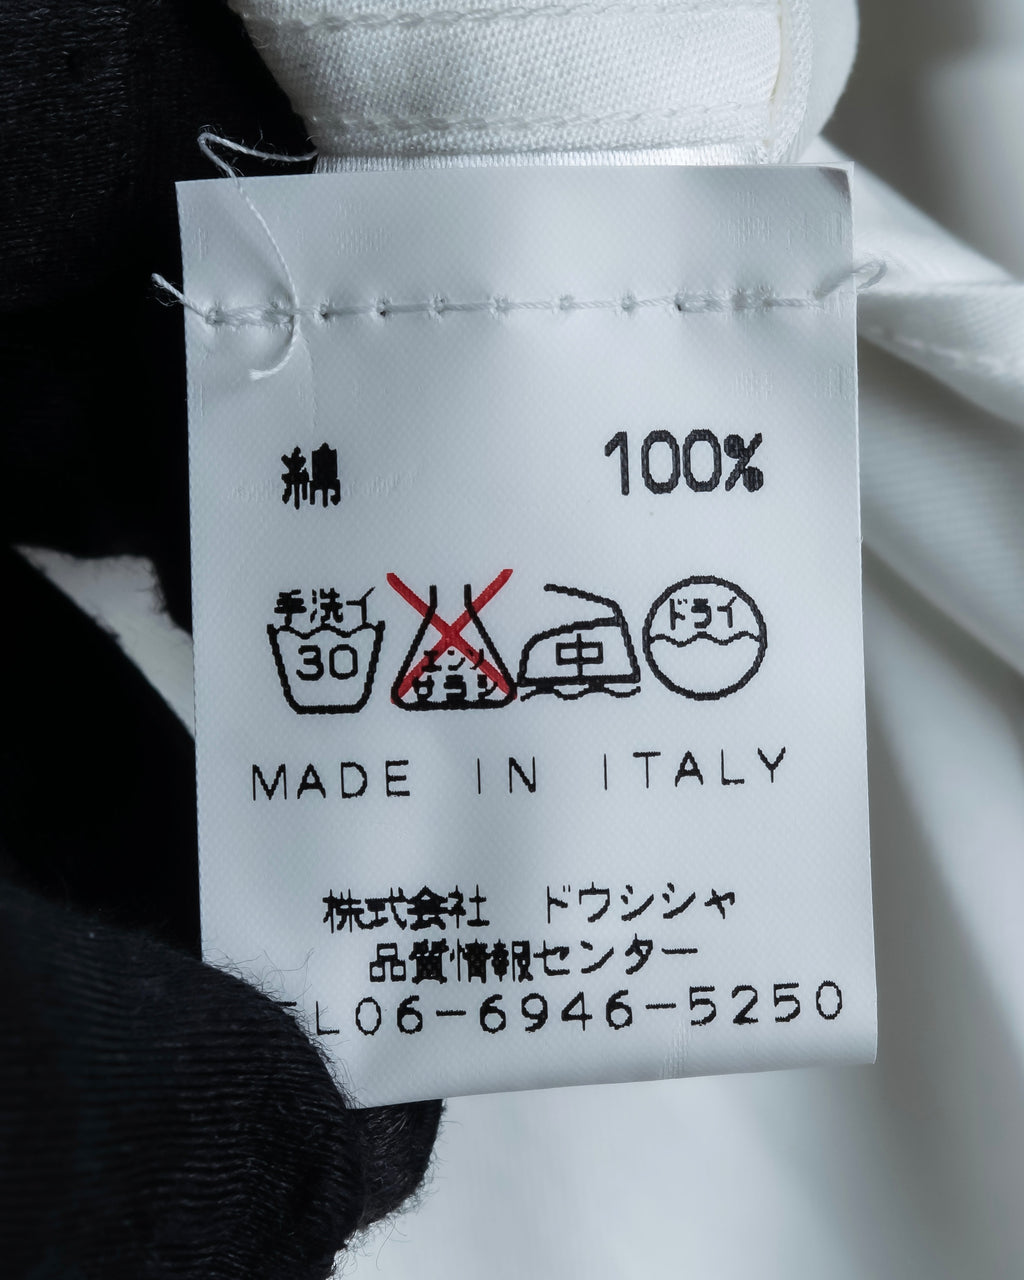 綿 100%
手洗イ
30
エンソ
サラシ
中
ドライ
MADE IN ITALY
株式会社 ドウシシャ
品質情報センター
EL06-6946-5250